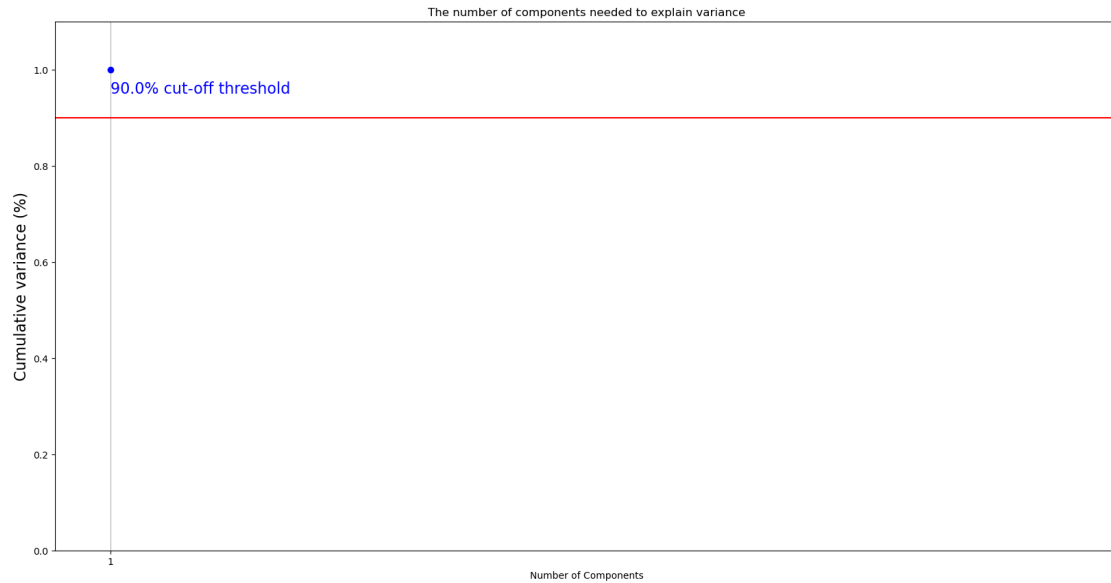 The number of components needed to explain variance
1.0
90.0% cut-off threshold
0.8
0.6
Cumulative variance (%)
0.4
0.2
0.0
1
Number of Components